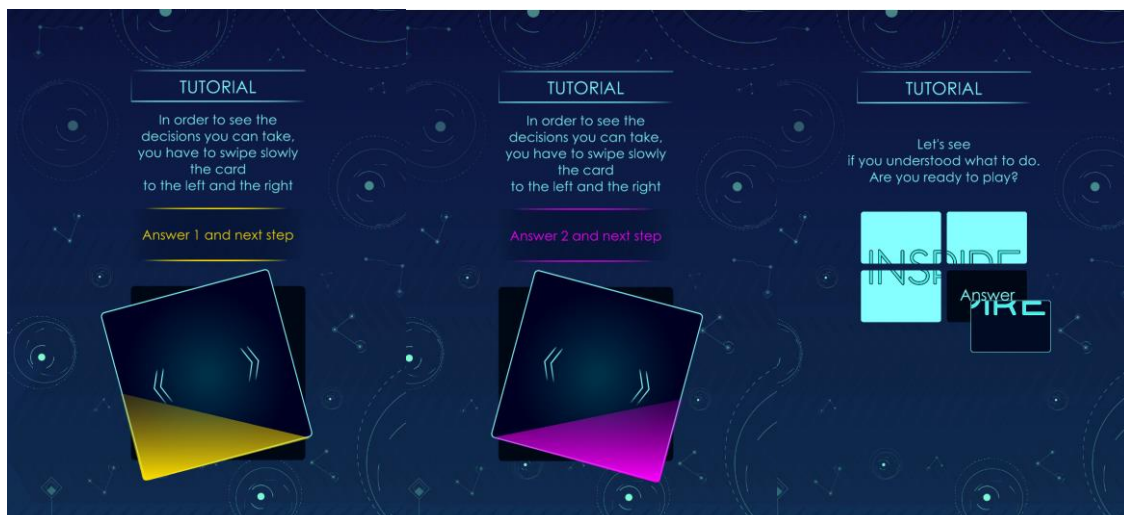 TUTORIAL
In order to see the
decisions you can take,
you have to swipe slowly
the card
to the left and the right
Answer 1 and next step
TUTORIAL
In order to see the
decisions you can take,
you have to swipe slowly
the card
to the left and the right
Answer 2 and next step
TUTORIAL
Let's see
if you understood what to do.
Are you ready to play?
INSPIRE
Answer
PIRE